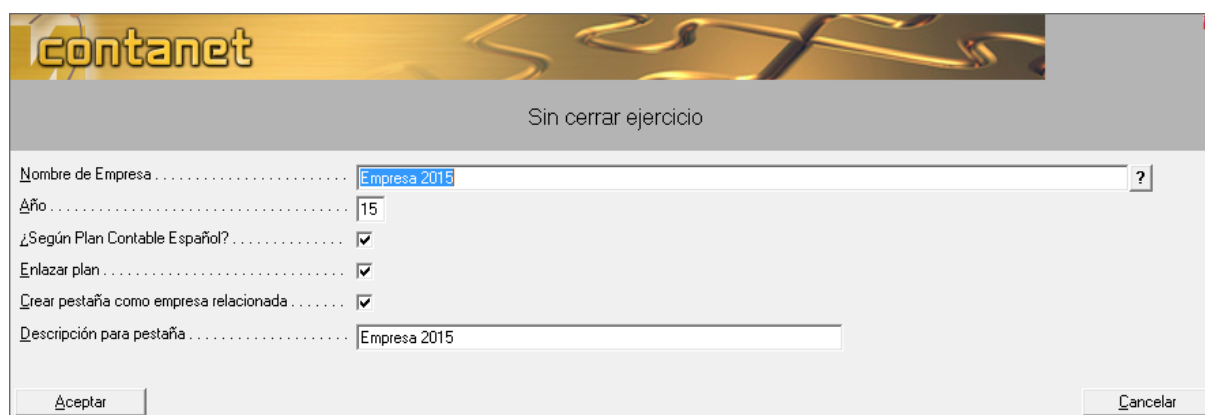 contanet
Sin cerrar ejercicio
Nombre de Empresa . . . . . . . . . . . . . . . . . . . . . . . . Empresa 2015 ?
Año . . . . . . . . . . . . . . . . . . . . . . . . . . . . . . . . . . . . . 15
¿Según Plan Contable Español? . . . . . . . . . . . . . .
Enlazar plan . . . . . . . . . . . . . . . . . . . . . . . . . . . . . .
Crear pestaña como empresa relacionada . . . . . . .
Descripción para pestaña . . . . . . . . . . . . . . . . . . . . Empresa 2015
Aceptar Cancelar